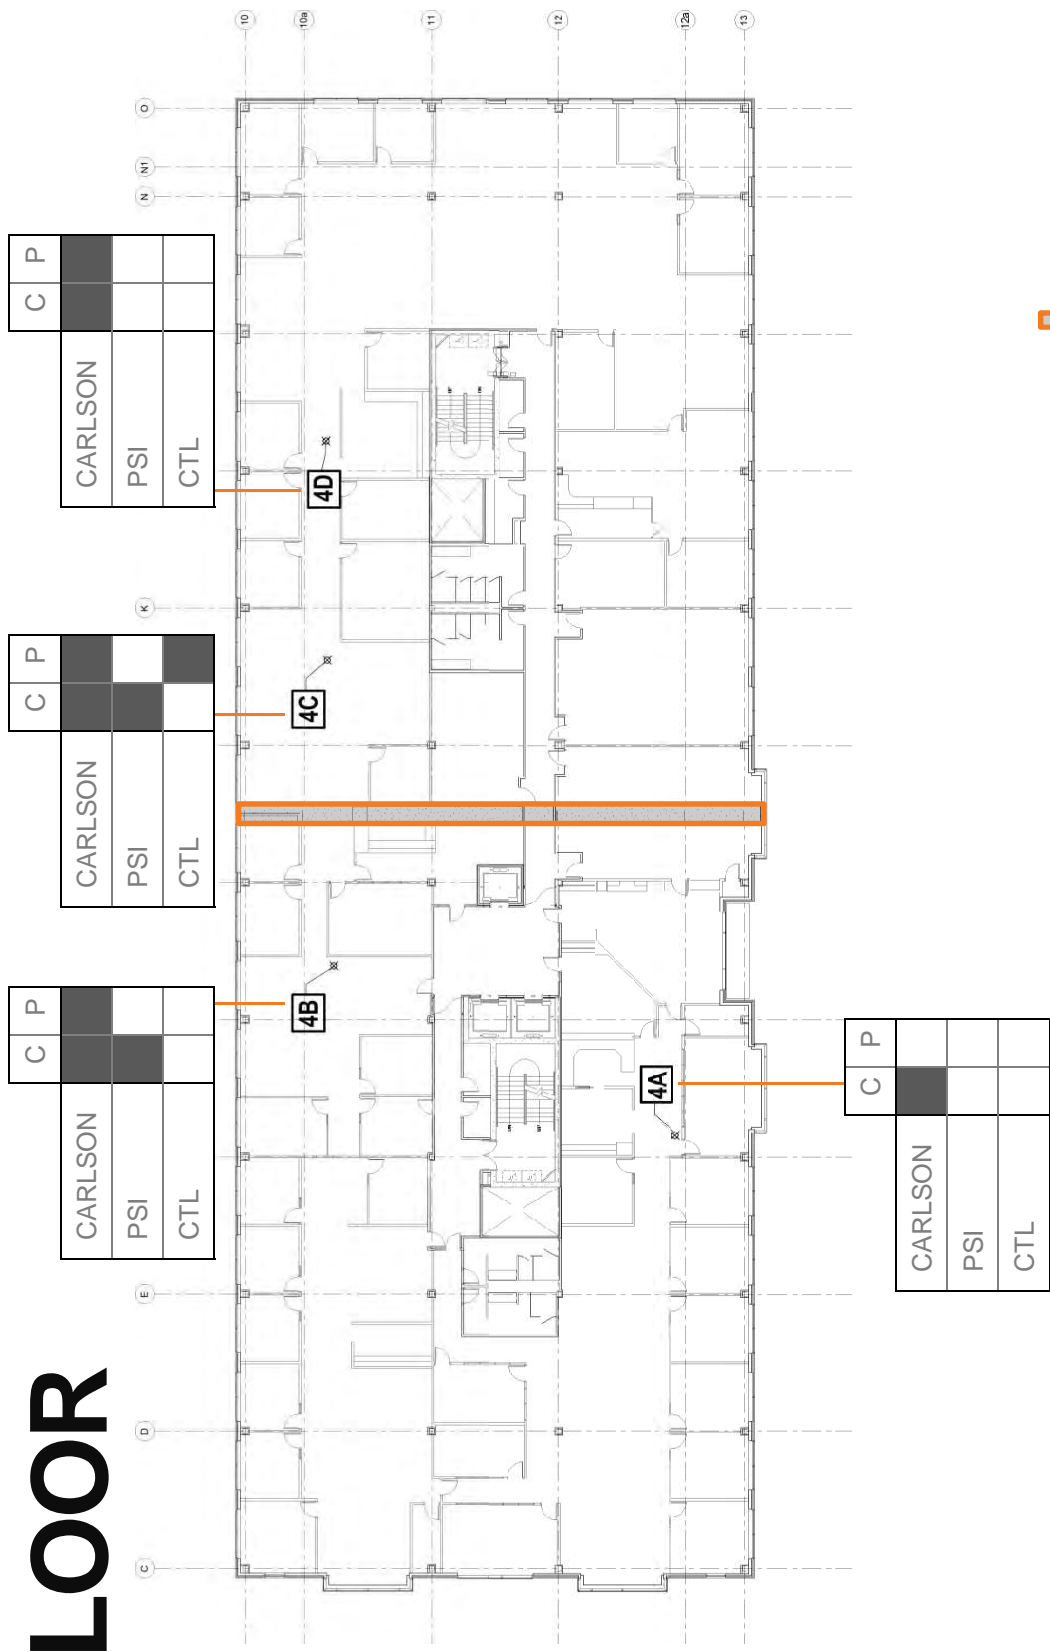 LOOR
10
10a
11
12
12a
13
O
N1
N
K
E
D
C
C P
CARLSON
PSI
CTL
4D
C P
CARLSON
PSI
CTL
4C
C P
CARLSON
PSI
CTL
4B
C P
CARLSON
PSI
CTL
4A